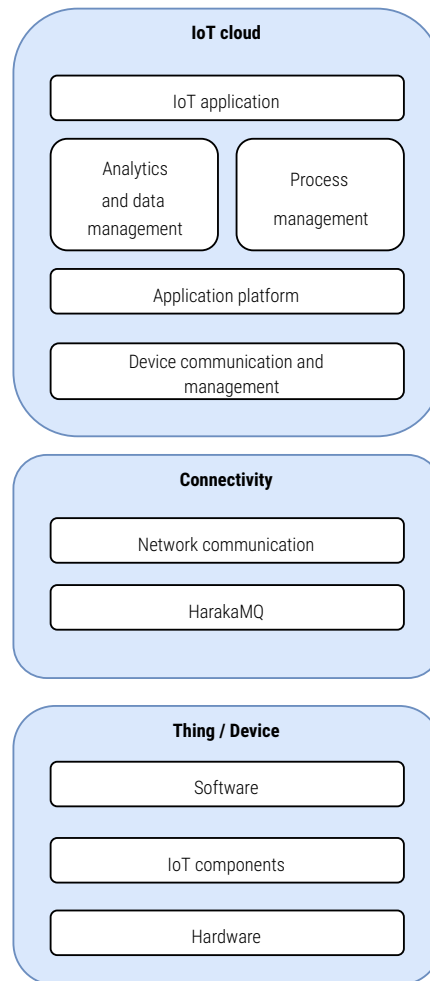 IoT cloud
IoT application
Analytics
and data
management
Process
management
Application platform
Device communication and
management
Connectivity
Network communication
HarakaMQ
Thing / Device
Software
IoT components
Hardware